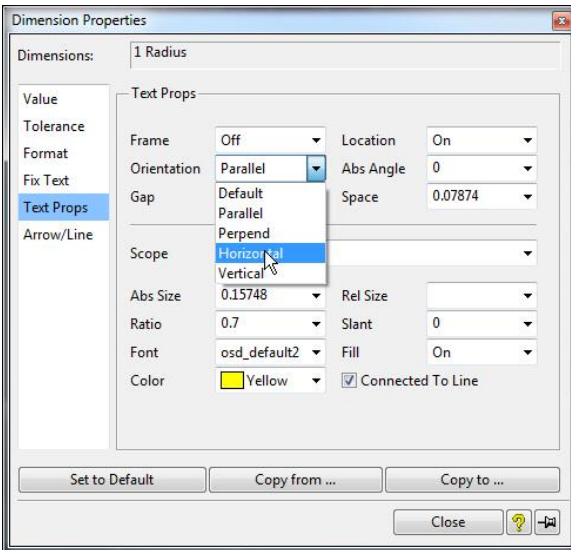 Dimension Properties
Dimensions: 1 Radius
Value
Tolerance
Format
Fix Text
Text Props
Arrow/Line
Text Props
Frame Off Location On
Orientation Parallel Abs Angle 0
Gap Space 0.07874
Default
Parallel
Perpend
Horizontal
Vertical
Scope
Abs Size 0.15748 Rel Size
Ratio 0.7 Slant 0
Font osd_default2 Fill On
Color Yellow Connected To Line
Set to Default Copy from ... Copy to ...
Close ?